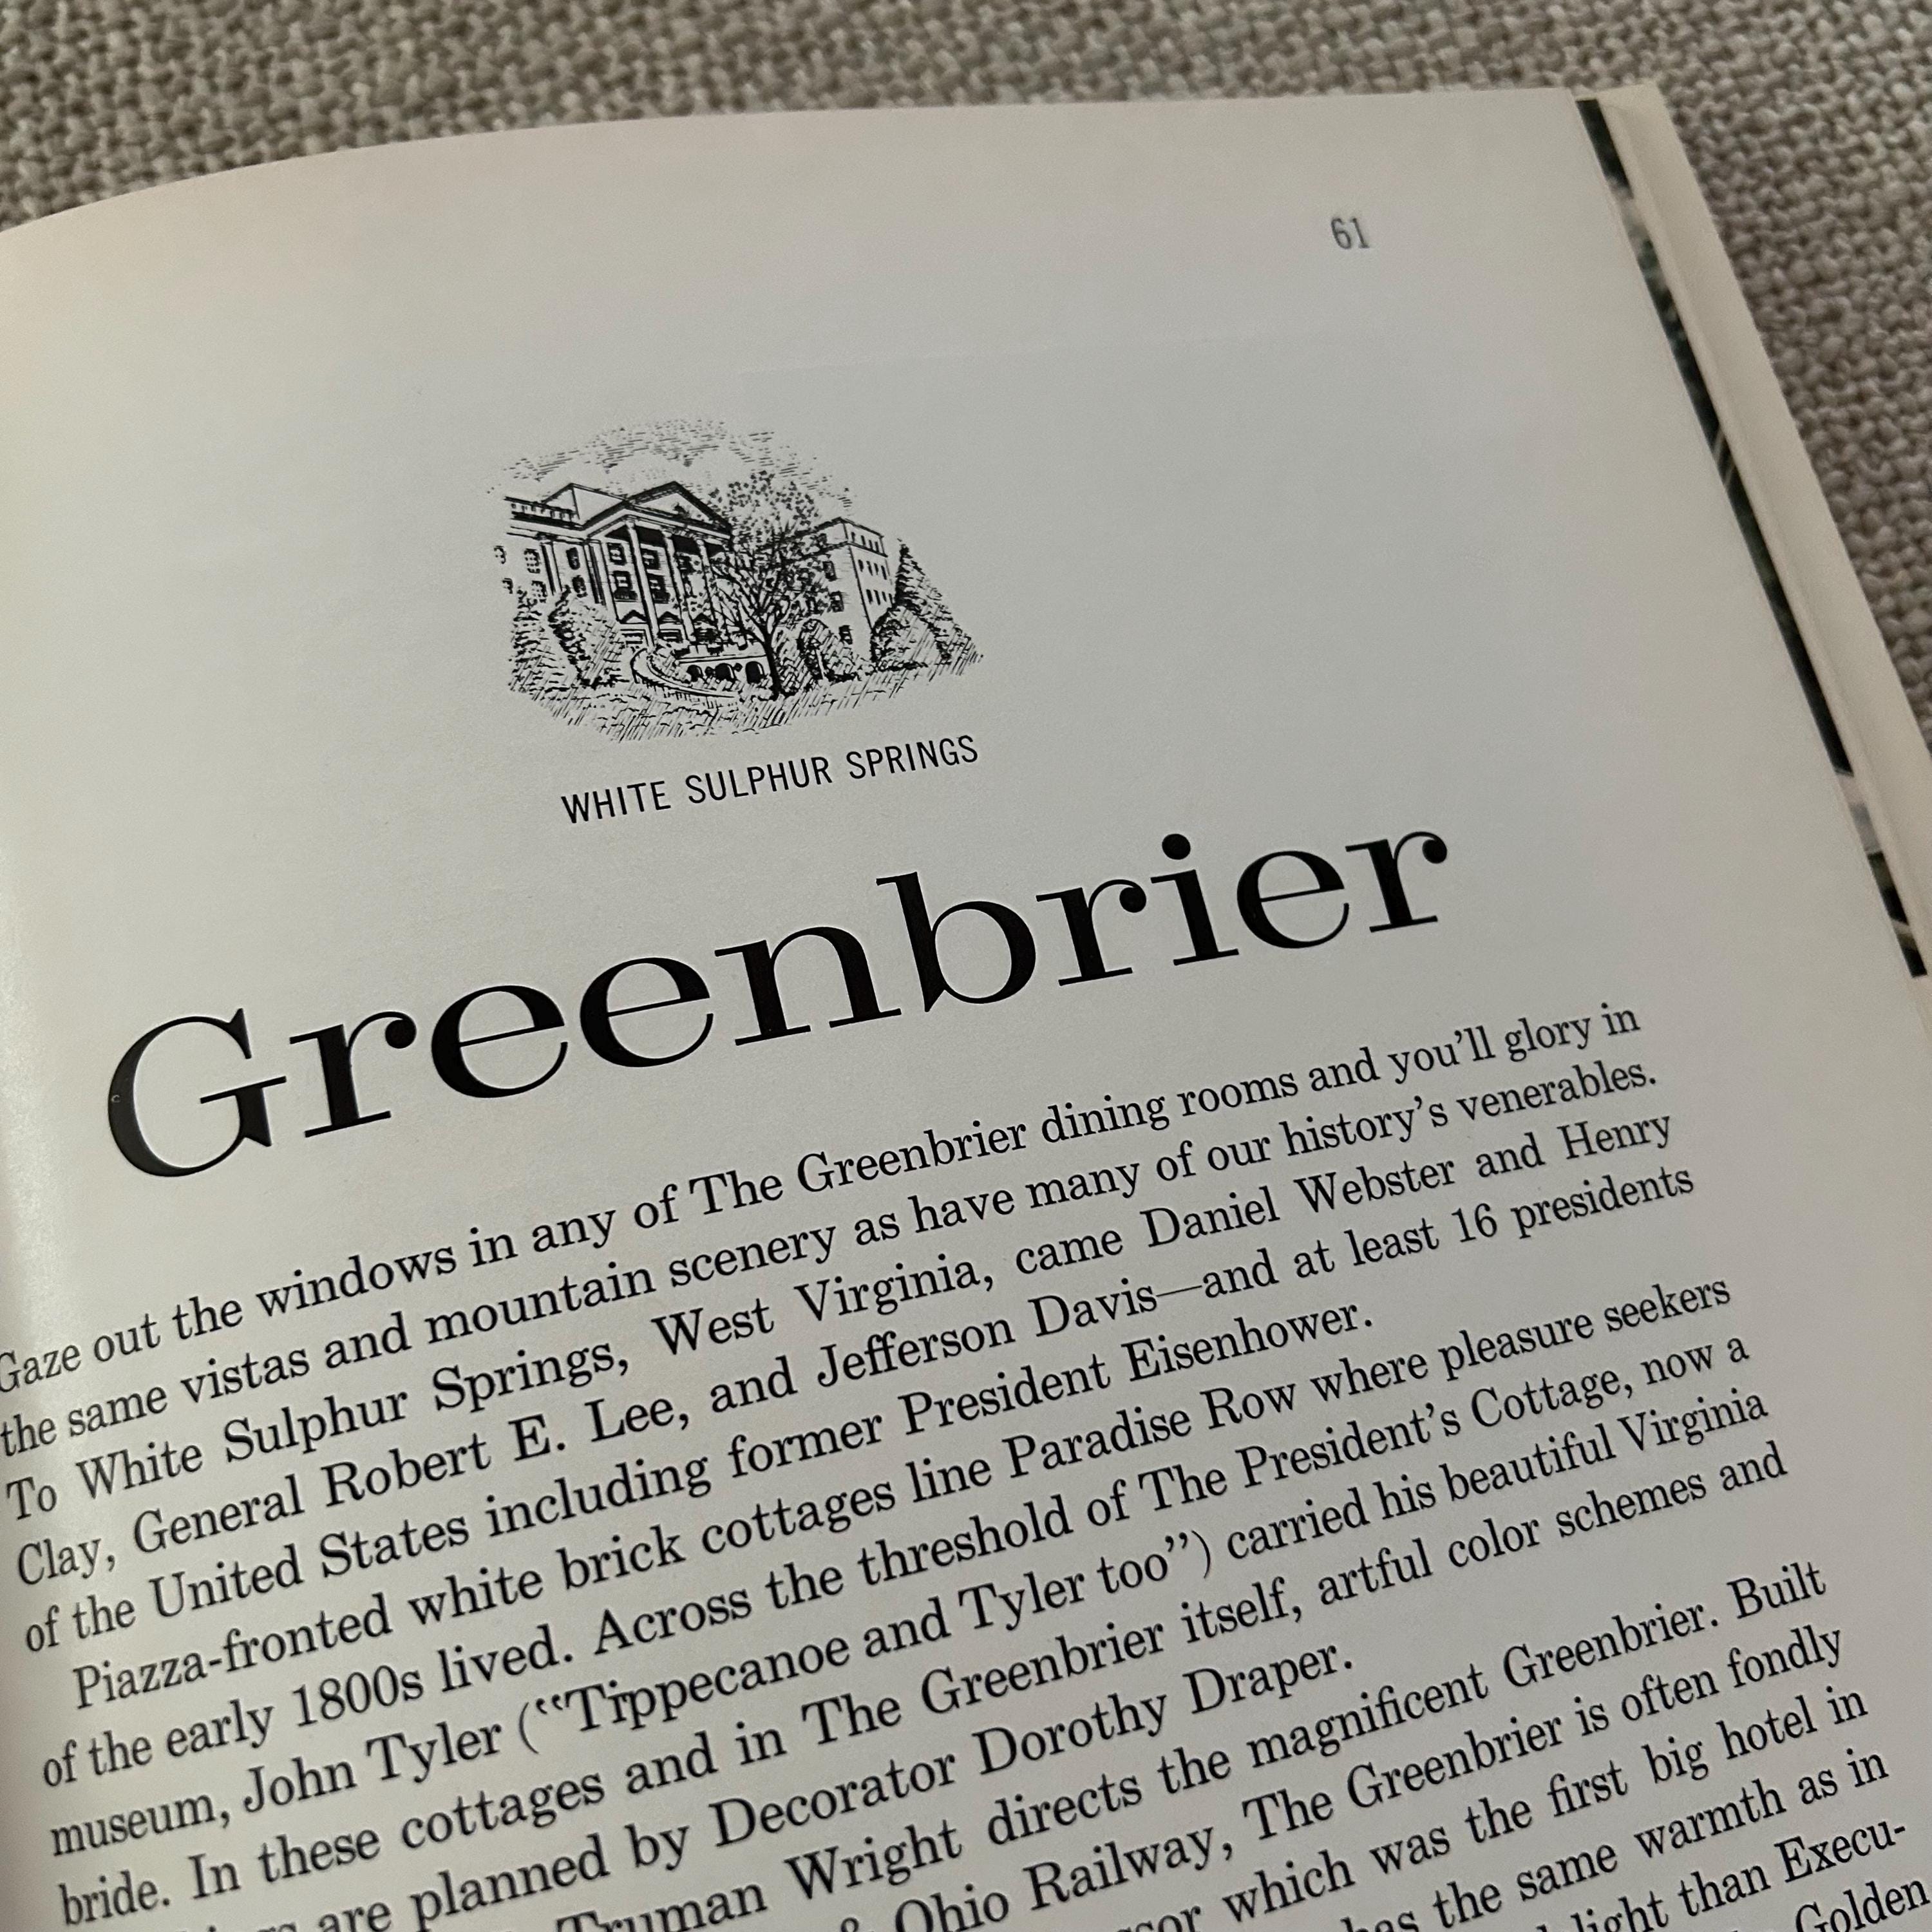 61
WHITE SULPHUR SPRINGS
Greenbrier
Gaze out the windows in any of The Greenbrier dining rooms and you'll glory in
the same vistas and mountain scenery as have many of our history's venerables.
To White Sulphur Springs, West Virginia, came Daniel Webster and Henry
Clay, General Robert E. Lee, and Jefferson Davis—and at least 16 presidents
of the United States including former President Eisenhower.
Piazza-fronted white brick cottages line Paradise Row where pleasure seekers
of the early 1800s lived. Across the threshold of The President's Cottage, now a
museum, John Tyler (“Tippecanoe and Tyler too”) carried his beautiful Virginia
bride. In these cottages and in The Greenbrier itself, artful color schemes and
are planned by Decorator Dorothy Draper.
Truman Wright directs the magnificent Greenbrier. Built
& Ohio Railway, The Greenbrier is often fondly
which was the first big hotel in
has the same warmth as in
light than Execu-
Golden